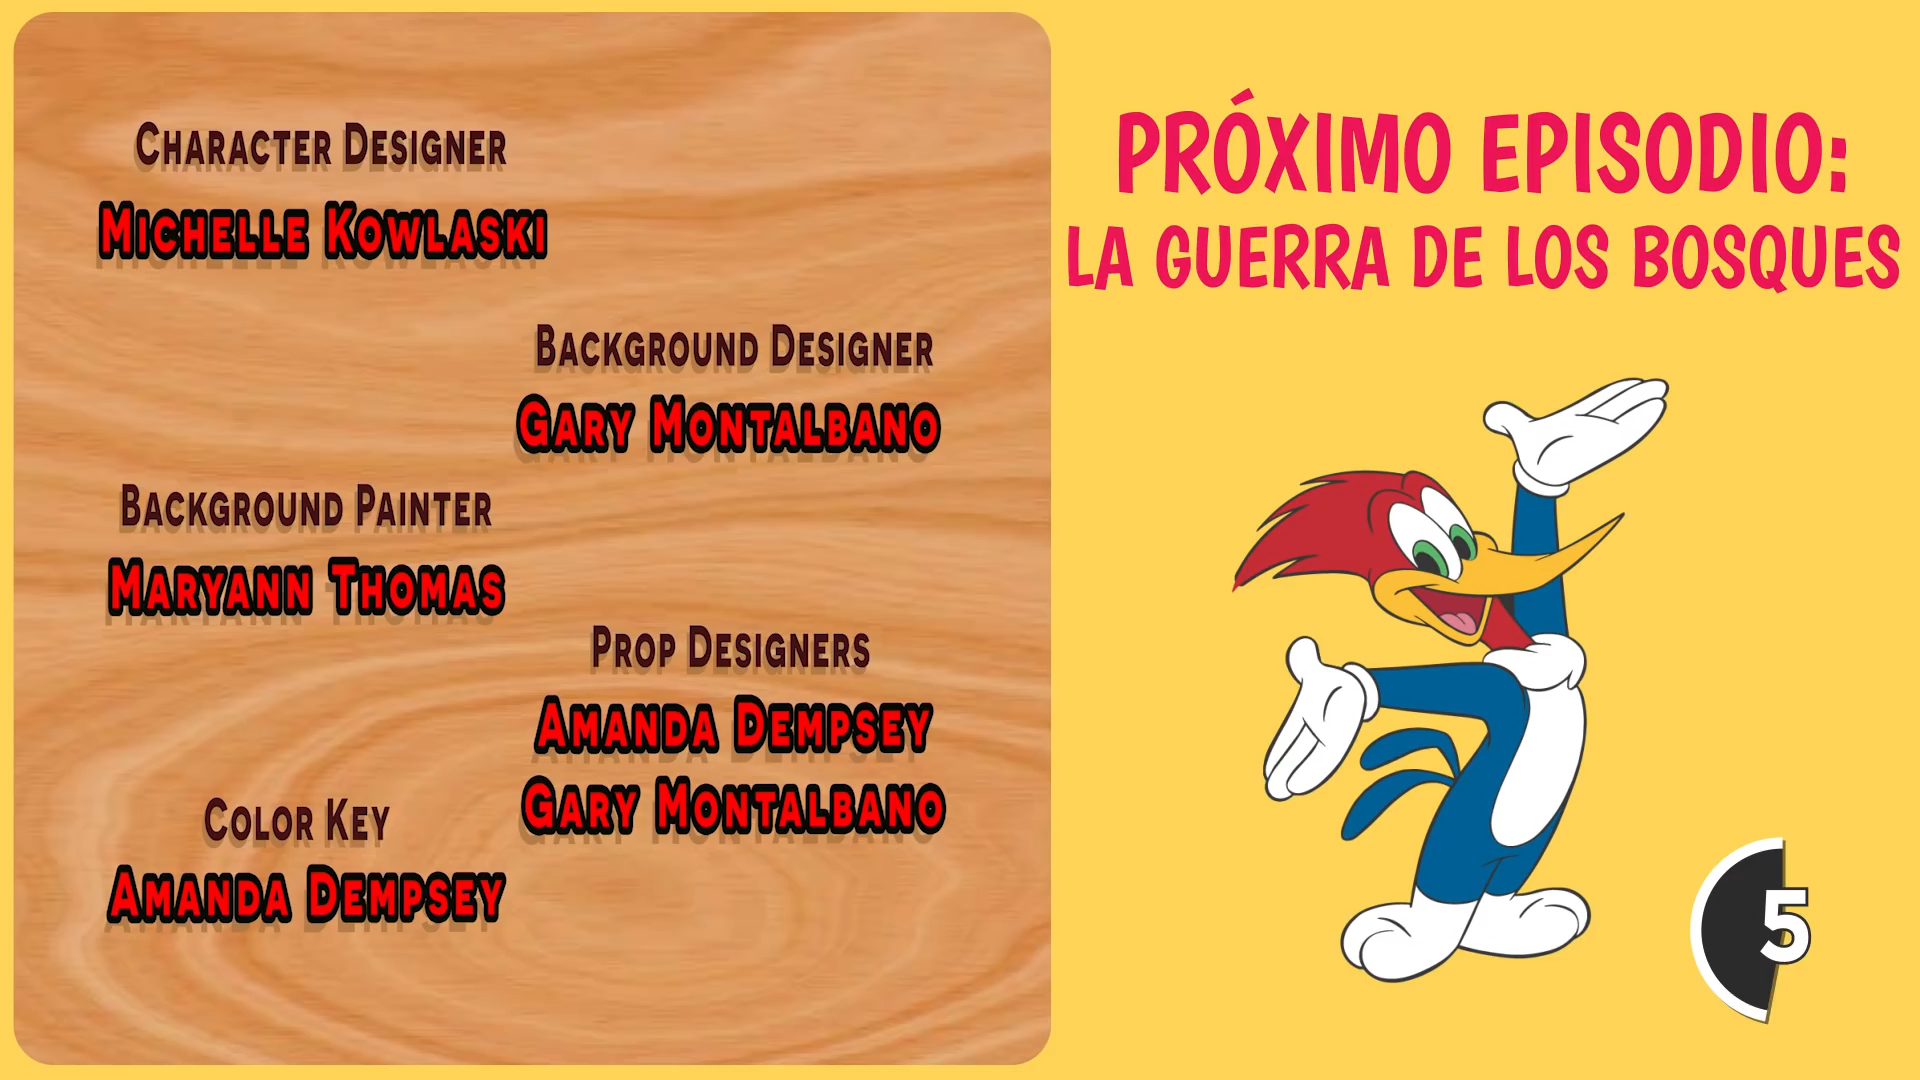 Character Designer
Michelle Kowlaski
Background Designer
Gary Montalbano
Background Painter
Maryann Thomas
Prop Designers
Amanda Dempsey
Gary Montalbano
Color Key
Amanda Dempsey
PRÓXIMO EPISODIO:
LA GUERRA DE LOS BOSQUES
5